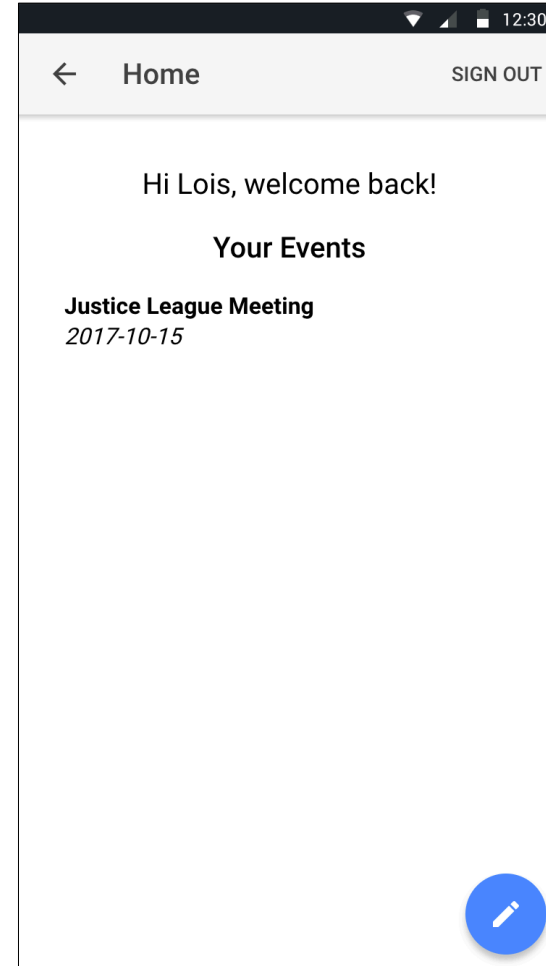 12:30
Home SIGN OUT
Hi Lois, welcome back!
Your Events
Justice League Meeting
2017-10-15